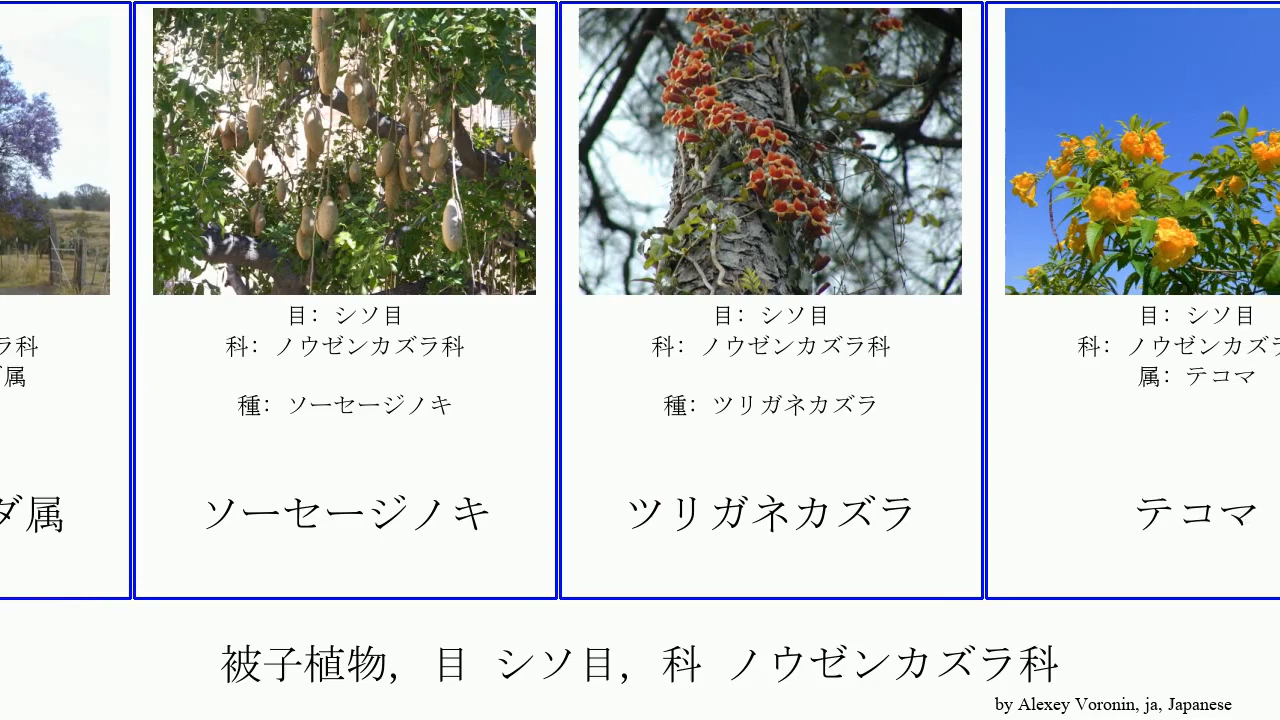 ラ科
属
ダ属
目: シソ目
科: ノウゼンカズラ科
種: ソーセージノキ
ソーセージノキ
目: シソ目
科: ノウゼンカズラ科
種: ツリガネカズラ
ツリガネカズラ
目: シソ目
科: ノウゼンカズラ
属: テコマ
テコマ
被子植物, 目 シソ目, 科 ノウゼンカズラ科
by Alexey Voronin, ja, Japanese